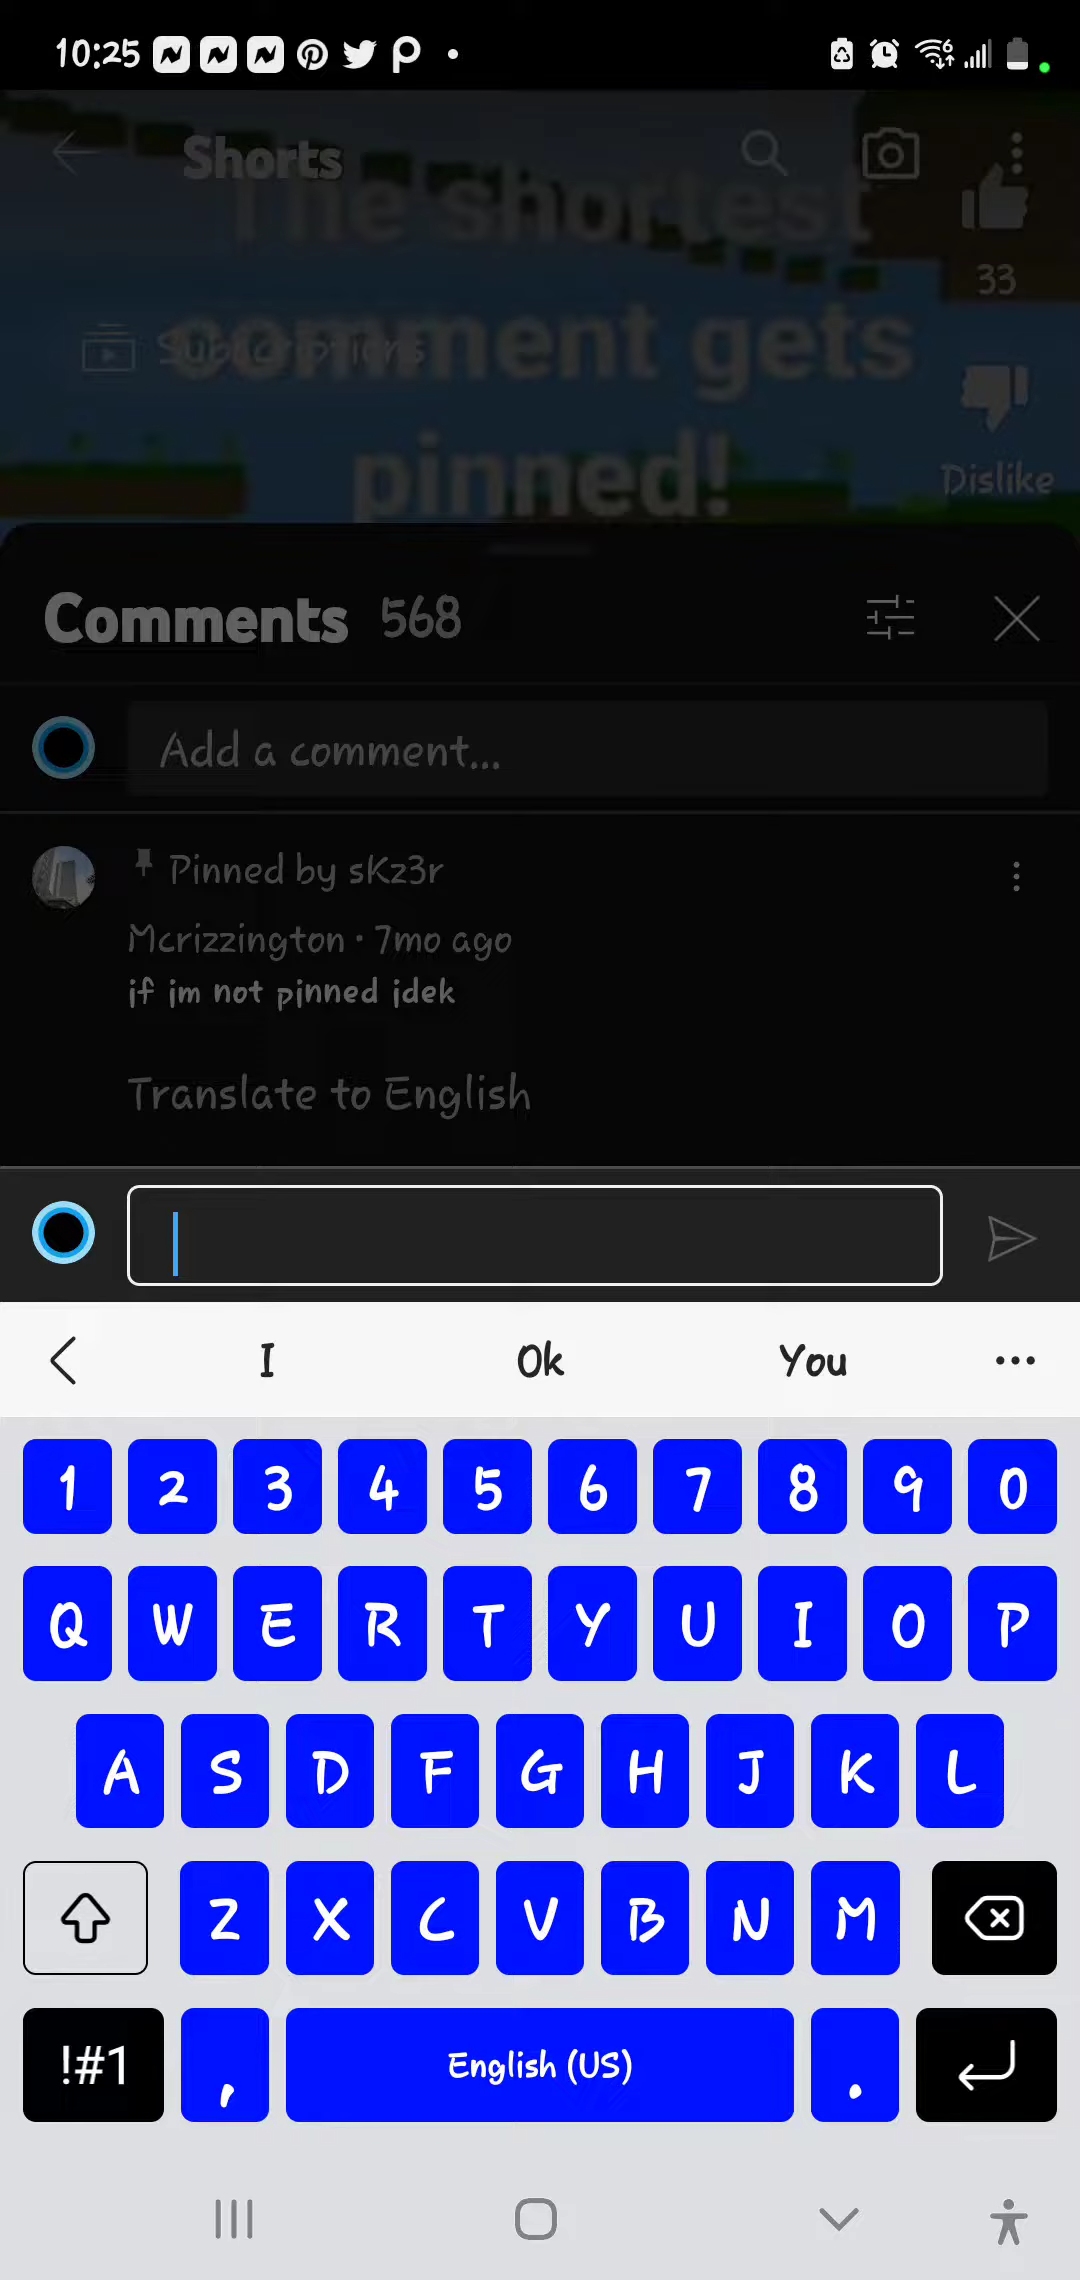 10:25
Shorts
The shortest
33
Subscriptions
comment gets
pinned!
Dislike
Comments 568
Add a comment...
Pinned by sKz3r
Mcrizzington · 7mo ago
if im not pinned idek
Translate to English
I Ok You ...
1 2 3 4 5 6 7 8 9 0
Q W E R T Y U I O P
A S D F G H J K L
Z X C V B N M
!#1 , English (US) .